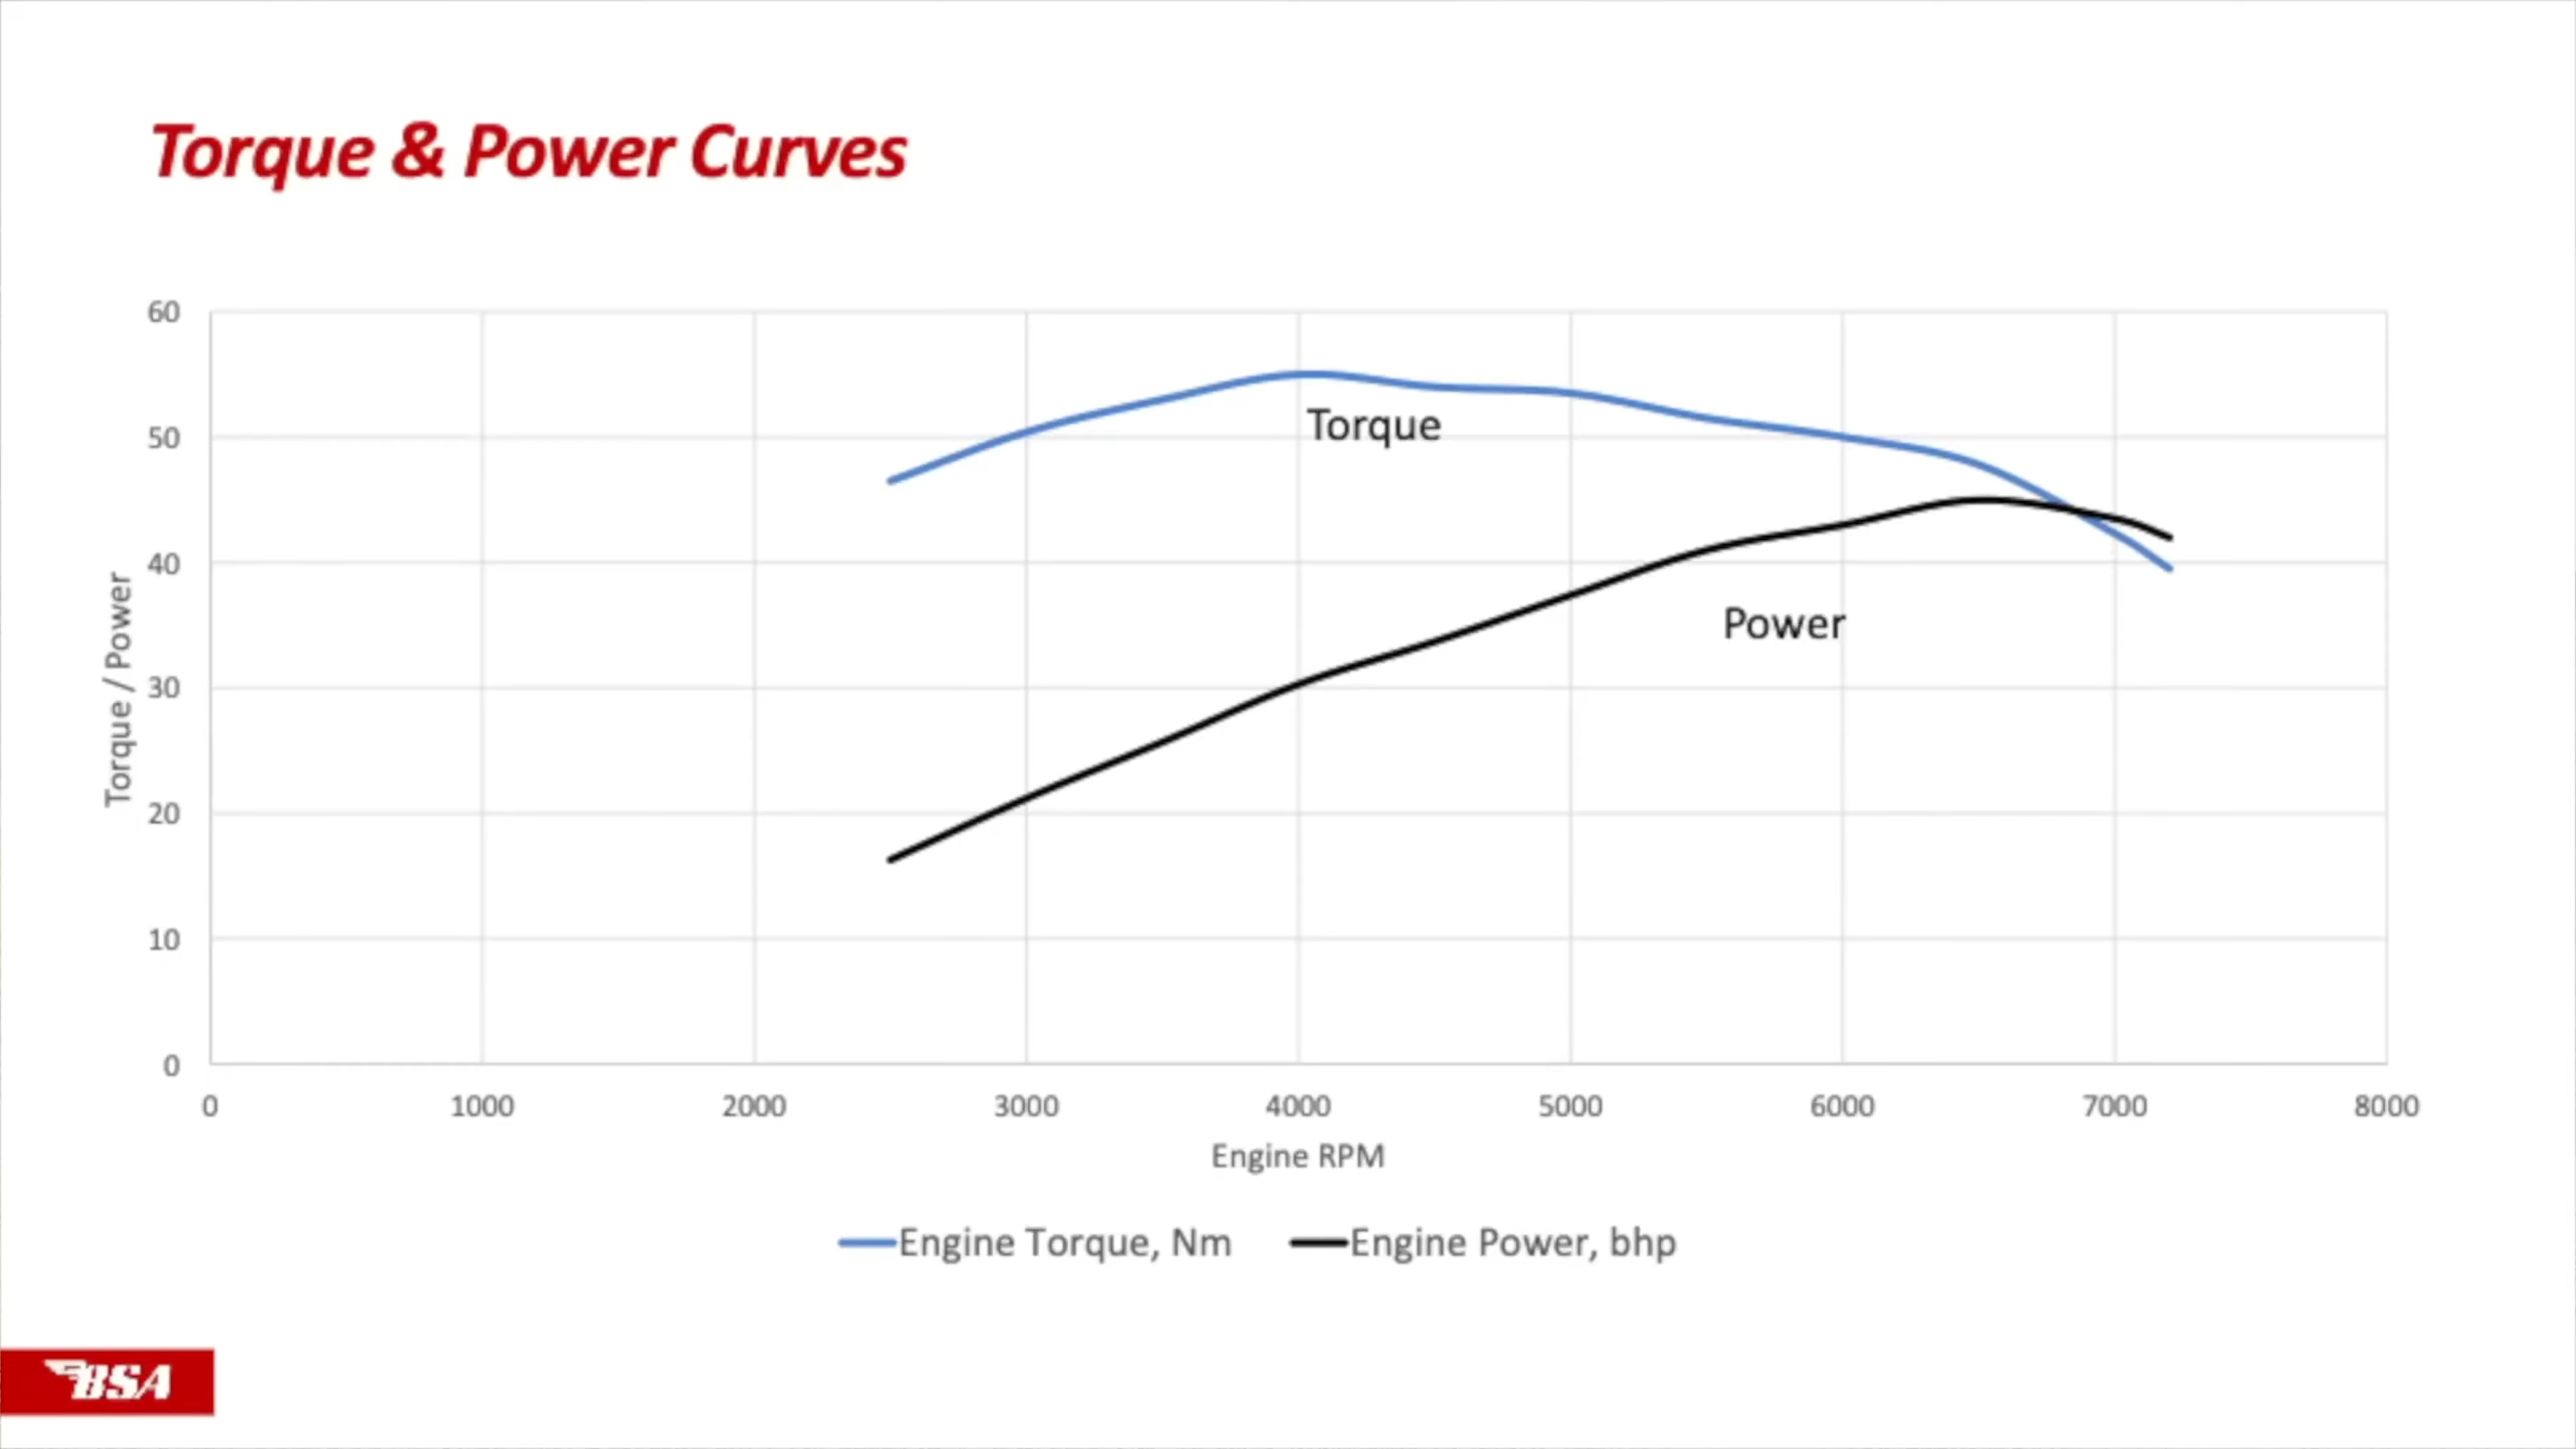 Torque & Power Curves
60
50
40
30
20
10
0
Torque / Power
Torque
Power
0 1000 2000 3000 4000 5000 6000 7000 8000
Engine RPM
Engine Torque, Nm Engine Power, bhp
BSA